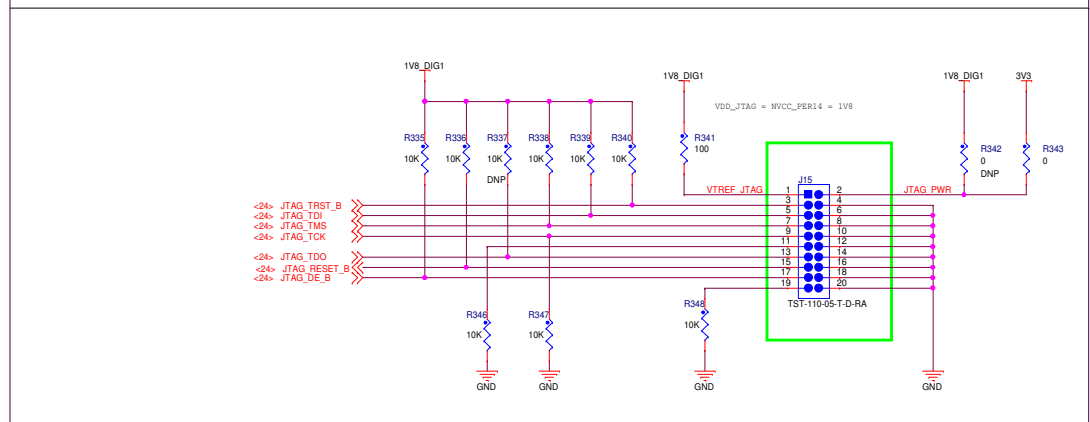 1V8_DIG1
1V8_DIG1
1V8_DIG1
3V3
VDD_JTAG = NVCC_PER14 = 1V8
R335
10K
R336
10K
R337
10K
DNP
R338
10K
R339
10K
R340
10K
R341
100
R342
0
DNP
R343
0
J15
VTREF_JTAG
1
2
JTAG_PWR
<24> JTAG_TRST_B
3
4
<24> JTAG_TDI
5
6
<24> JTAG_TMS
7
8
<24> JTAG_TCK
9
10
11
12
<24> JTAG_TDO
13
14
<24> JTAG_RESET_B
15
16
<24> JTAG_DE_B
17
18
19
20
TST-110-05-T-D-RA
R346
10K
R347
10K
R348
10K
GND
GND
GND
GND